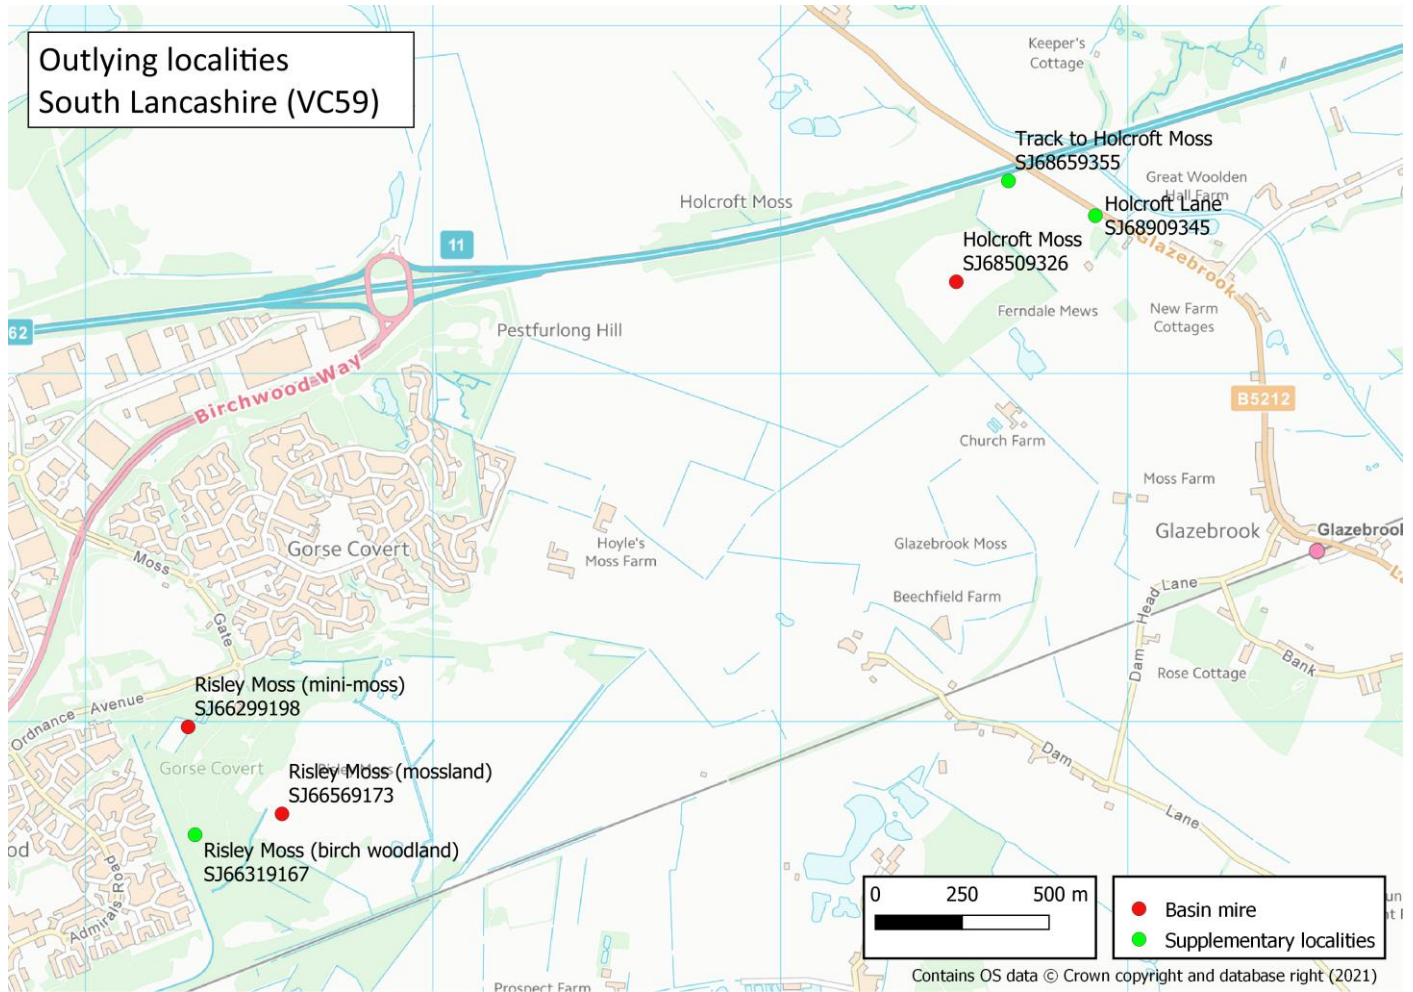 Outlying localities
South Lancashire (VC59)
Keeper's
Cottage
Track to Holcroft Moss
SJ68659355
Great Woolden
Hall Farm
Holcroft Moss
Holcroft Lane
SJ68909345
11
Holcroft Moss
SJ68509326
Glazebrook
62
Pestfurlong Hill
Ferndale Mews
New Farm
Cottages
Birchwood Way
B5212
Church Farm
Moss Farm
Gorse Covert
Hoyle's
Moss Farm
Glazebrook Moss
Glazebrook
Glazebrook
Moss
Gate
Beechfield Farm
Dam Head Lane
Rose Cottage
Bank
Risley Moss (mini-moss)
SJ66299198
Ordnance Avenue
Gorse Covert
Risley Moss (mossland)
SJ66569173
Dam
Lane
Risley Moss (birch woodland)
SJ66319167
od
Admirals Road
0 250 500 m
Basin mire
Supplementary localities
Contains OS data © Crown copyright and database right (2021)
Prospect Farm